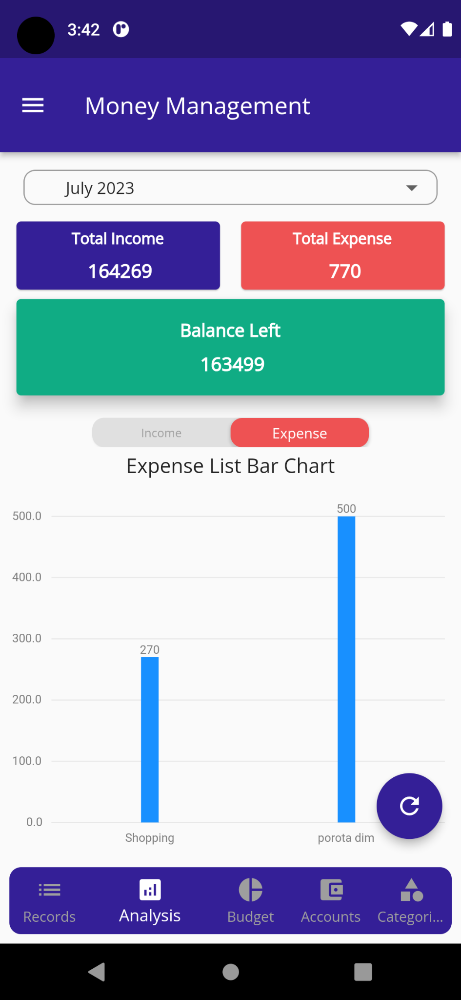 3:42
Money Management
July 2023
Total Income
164269
Total Expense
770
Balance Left
163499
Income
Expense
Expense List Bar Chart
500.0
400.0
300.0
200.0
100.0
0.0
500
270
Shopping
porota dim
Records
Analysis
Budget
Accounts
Categori...